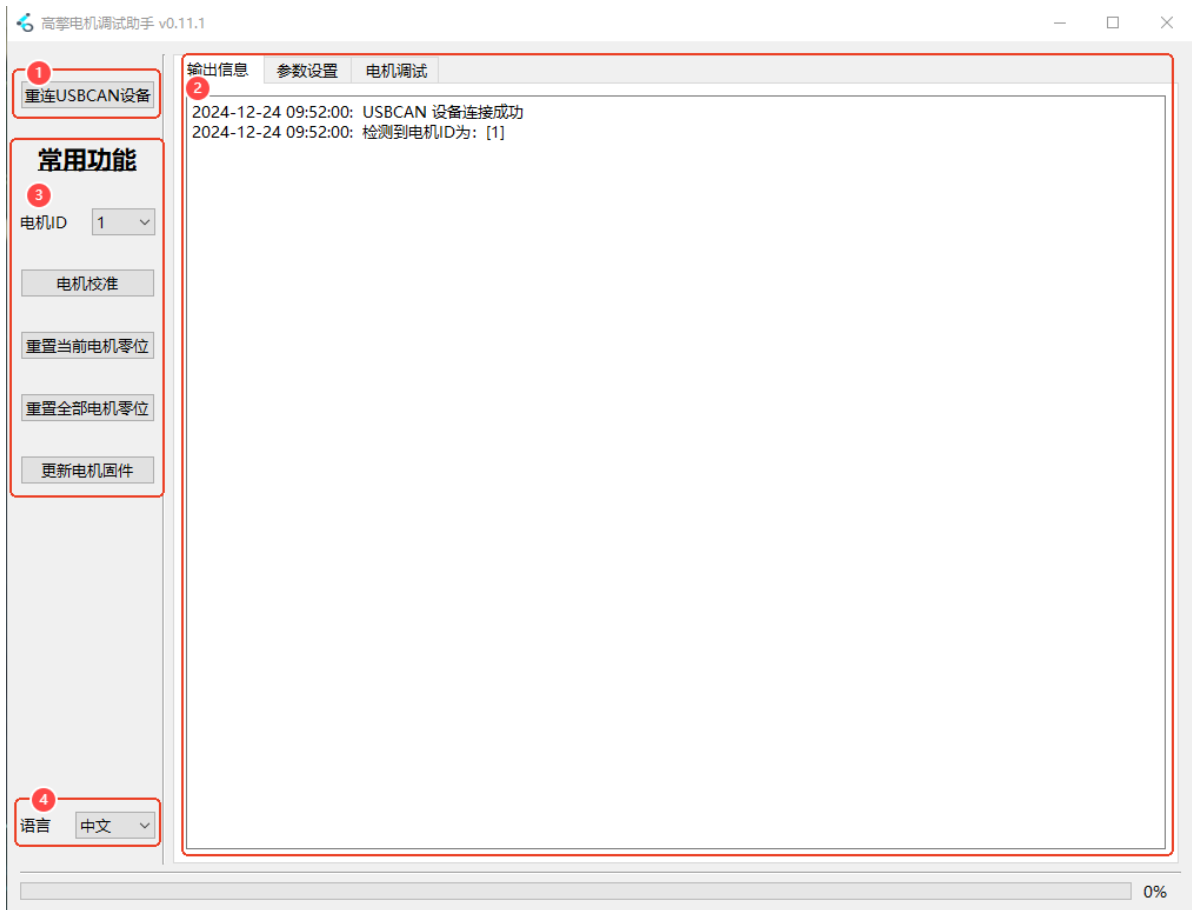 高擎电机调试助手 v0.11.1
1
重连USBCAN设备
输出信息 参数设置 电机调试
2
2024-12-24 09:52:00: USBCAN 设备连接成功
2024-12-24 09:52:00: 检测到电机ID为: [1]
常用功能
3
电机ID 1
电机校准
重置当前电机零位
重置全部电机零位
更新电机固件
4
语言 中文
0%